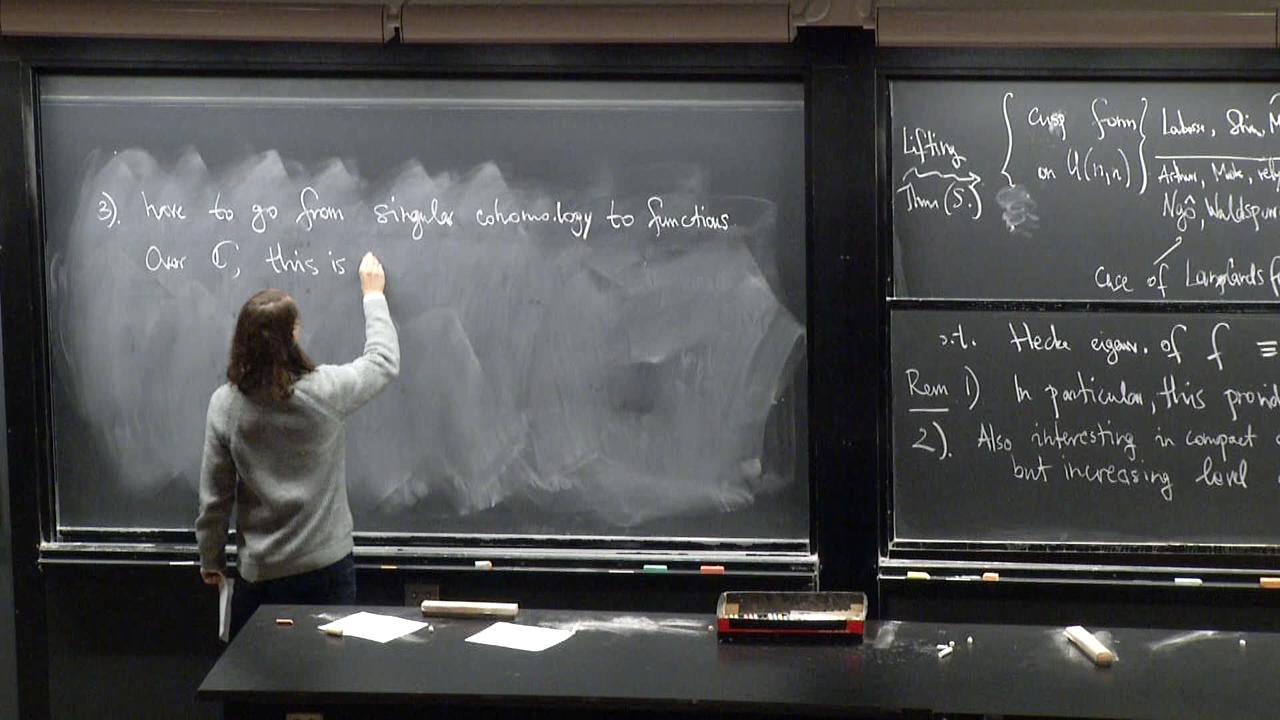 3). have to go from singular cohomology to functions
Over ℂ, this is
Lifting
Thm (S.)
{ cusp form
on U(n,n) }
Labesse, Shin,
Arthur, Mok,
Ngô, Waldspur
case of Langlands f
s.t. Hecke eigenv. of f ≡
Rem 1) In particular, this provid
2). Also interesting in compact
but increasing level